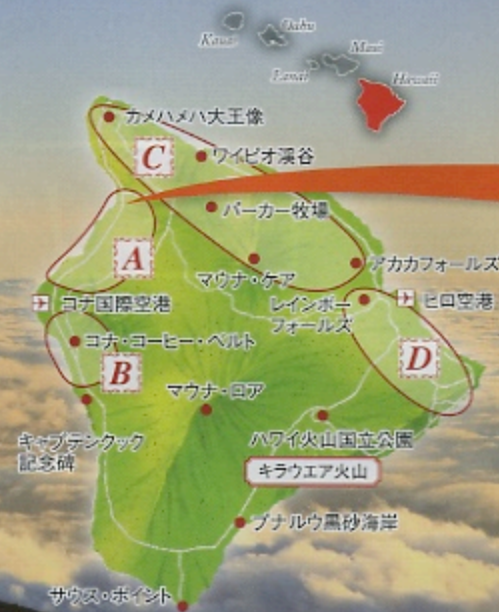 Kauai
Oahu
Maui
Lanai
Hawaii
カメハメハ大王像
C
ワイピオ渓谷
パーカー牧場
A
マウナ・ケア
アカカフォールズ
コナ国際空港
レインボー
フォールズ
ヒロ空港
コナ・コーヒー・ベルト
B
D
マウナ・ロア
キャプテンクック
記念碑
ハワイ火山国立公園
キラウエア火山
プナルウ黒砂海岸
サウス・ポイント